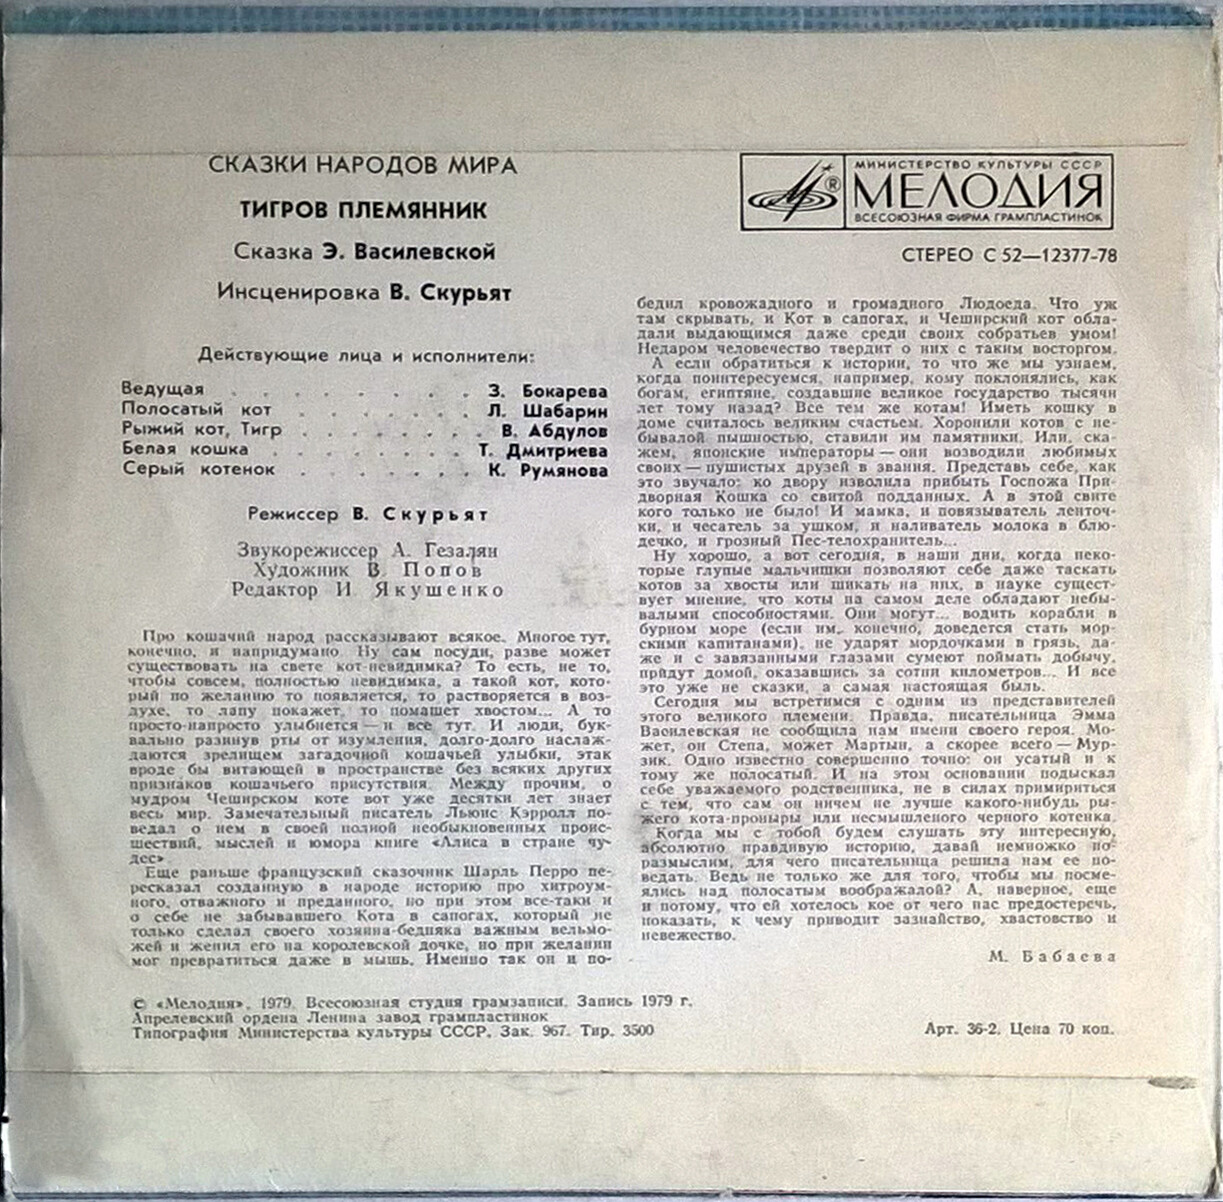 СКАЗКИ НАРОДОВ МИРА
ТИГРОВ ПЛЕМЯННИК
Сказка Э. Василевской
Инсценировка В. Скурьят
Действующие лица и исполнители:
Ведущая . . . . . . . . З. Бокарева
Полосатый кот . . . . . . Л. Шабарин
Рыжий кот, Тигр . . . . . . . В. Абдулов
Белая кошка . . . . . . . . Т. Дмитриева
Серый котенок . . . . . . К. Румянова
Режиссер В. Скурьят
Звукорежиссер А. Гезалян
Художник В. Попов
Редактор И. Якушенко
Про кошачий народ рассказывают всякое. Многое тут,
конечно, и напридумано. Ну сам посуди, разве может
существовать на свете кот-невидимка? То есть, не то,
чтобы совсем, полностью невидимка, а такой кот, кото-
рый по желанию то появляется, то растворяется в воз-
духе, то лапу покажет, то помашет хвостом... А то
просто-напросто улыбнется — и все тут. И люди, бук-
вально разинув рты от изумления, долго-долго наслаж-
даются зрелищем загадочной кошачьей улыбки, этак
вроде бы витающей в пространстве без всяких других
признаков кошачьего присутствия. Между прочим, о
мудром Чеширском коте вот уже десятки лет знает
весь мир. Замечательный писатель Льюис Кэрролл по-
ведал о нем в своей полной необыкновенных проис-
шествий, мыслей и юмора книге «Алиса в стране чу-
дес»
Еще раньше французский сказочник Шарль Перро пе-
ресказал созданную в народе историю про хитроум-
ного, отважного и преданного, но при этом все-таки и
о себе не забывавшего Кота в сапогах, который не
только сделал своего хозяина-бедняка важным вельмо-
жей и женил его на королевской дочке, но при желании
мог превратиться даже в мышь. Именно так он и по-
© «Мелодия», 1979. Всесоюзная студия грамзаписи. Запись 1979 г.
Апрелевский ордена Ленина завод грампластинок
Типография Министерства культуры СССР. Зак. 967. Тир. 3500
МИНИСТЕРСТВО КУЛЬТУРЫ СССР
® МЕЛОДИЯ
ВСЕСОЮЗНАЯ ФИРМА ГРАМПЛАСТИНОК
СТЕРЕО С 52—12377-78
бедил кровожадного и громадного Людоеда. Что уж
там скрывать, и Кот в сапогах, и Чеширский кот обла-
дали выдающимся даже среди своих собратьев умом!
Недаром человечество твердит о них с таким восторгом.
А если обратиться к истории, то что же мы узнаем,
когда поинтересуемся, например, кому поклонялись, как
богам, египтяне, создавшие великое государство тысячи
лет тому назад? Все тем же котам! Иметь кошку в
доме считалось великим счастьем. Хоронили котов с не-
бывалой пышностью, ставили им памятники. Или, ска-
жем, японские императоры — они возводили любимых
своих — пушистых друзей в звания. Представь себе, как
это звучало: ко двору изволила прибыть Госпожа При-
дворная Кошка со свитой подданных. А в этой свите
кого только не было! И мамка, и повязыватель ленточ-
ки, и чесатель за ушком, и наливатель молока в блю-
дечко, и грозный Пес-телохранитель...
Ну хорошо, а вот сегодня, в наши дни, когда неко-
торые глупые мальчишки позволяют себе даже таскать
котов за хвосты или шикать на них, в науке сущест-
вует мнение, что коты на самом деле обладают небы-
валыми способностями. Они могут... водить корабли в
бурном море (если им, конечно, доведется стать мор-
скими капитанами), не ударят мордочками в грязь, да-
же и с завязанными глазами сумеют поймать добычу,
прйдут домой, оказавшись за сотни километров... И все
это уже не сказки, а самая настоящая быль.
Сегодня мы встретимся с одним из представителей
этого великого племени. Правда, писательница Эмма
Василевская не сообщила нам имени своего героя. Мо-
жет, он Степа, может Мартын, а скорее всего — Мур-
зик. Одно известно совершенно точно: он усатый и к
тому же полосатый. И на этом основании подыскал
себе уважаемого родственника, не в силах примириться
с тем, что сам он ничем не лучше какого-нибудь ры-
жего кота-проныры или несмышленого черного котенка.
Когда мы с тобой будем слушать эту интересную,
абсолютно правдивую историю, давай немножко по-
размыслим, для чего писательница решила нам ее по-
ведать. Ведь не только же для того, чтобы мы посме-
ялись над полосатым воображалой? А, наверное, еще
и потому, что ей хотелось кое от чего нас предостеречь,
показать, к чему приводит зазнайство, хвастовство и
невежество.
М. Бабаева
Арт. 36-2. Цена 70 коп.